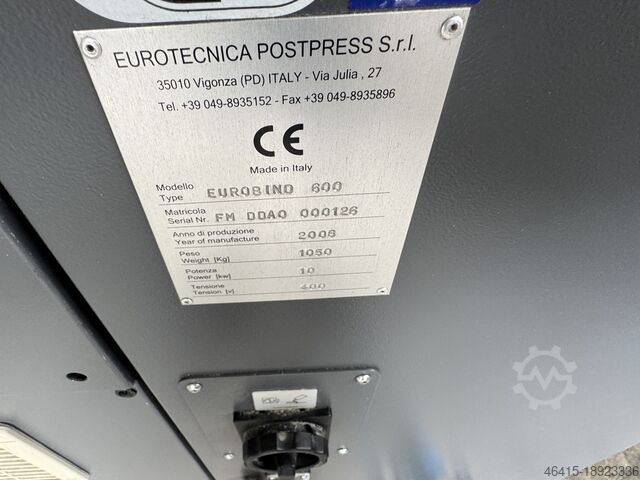 EUROTECNICA POSTPRESS S.r.l.
35010 Vigonza (PD) ITALY - Via Julia , 27
Tel. +39 049-8935152 - Fax +39 049-8935896
CE
Made in Italy
Modello
Type EUROBIND 600
Matricola
Serial Nr. FM DDAO 000126
Anno di produzione
Year of manufacture 2008
Peso
Weight [Kg] 1050
Potenza
Power [kw] 10
Tensione
Tension [v] 400
46415-18923336